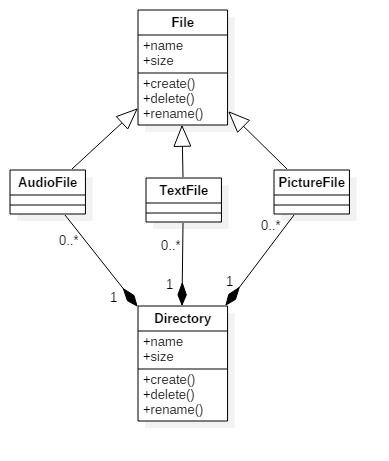 File
+name
+size
+create()
+delete()
+rename()
AudioFile
TextFile
PictureFile
0..*
0..*
0..*
1
1
1
Directory
+name
+size
+create()
+delete()
+rename()